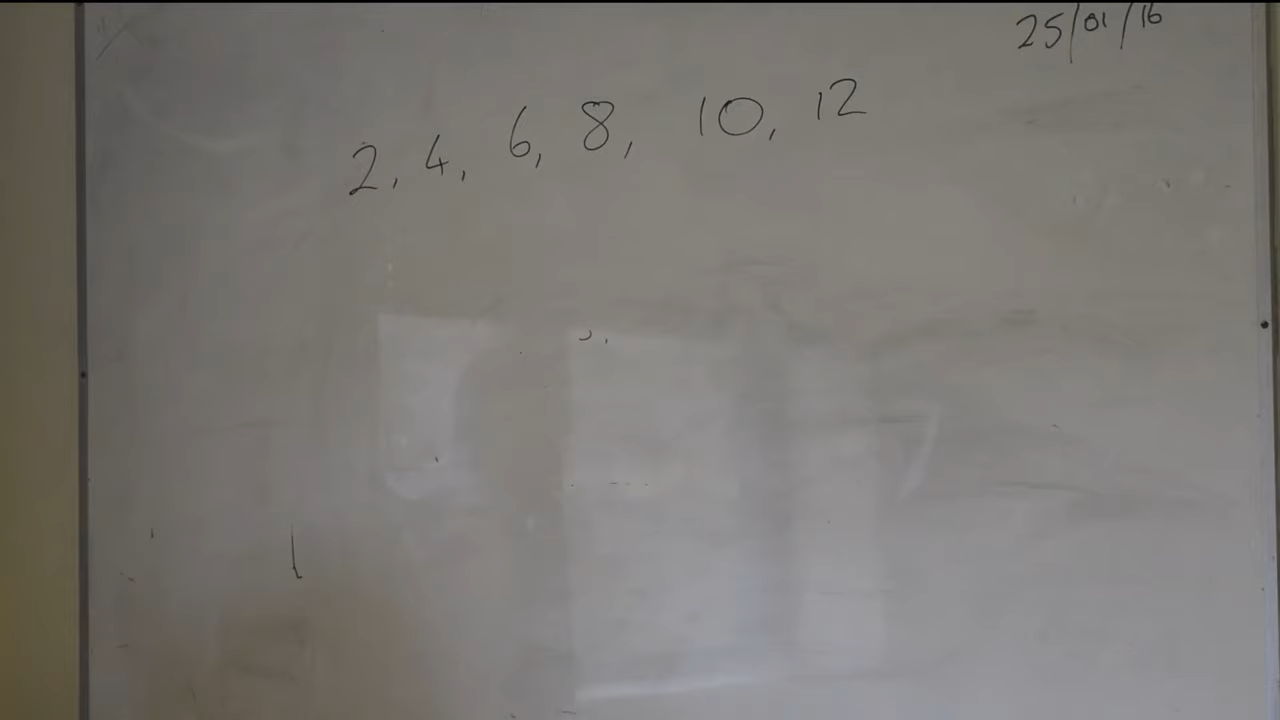 25/01/16
2, 4, 6, 8, 10, 12